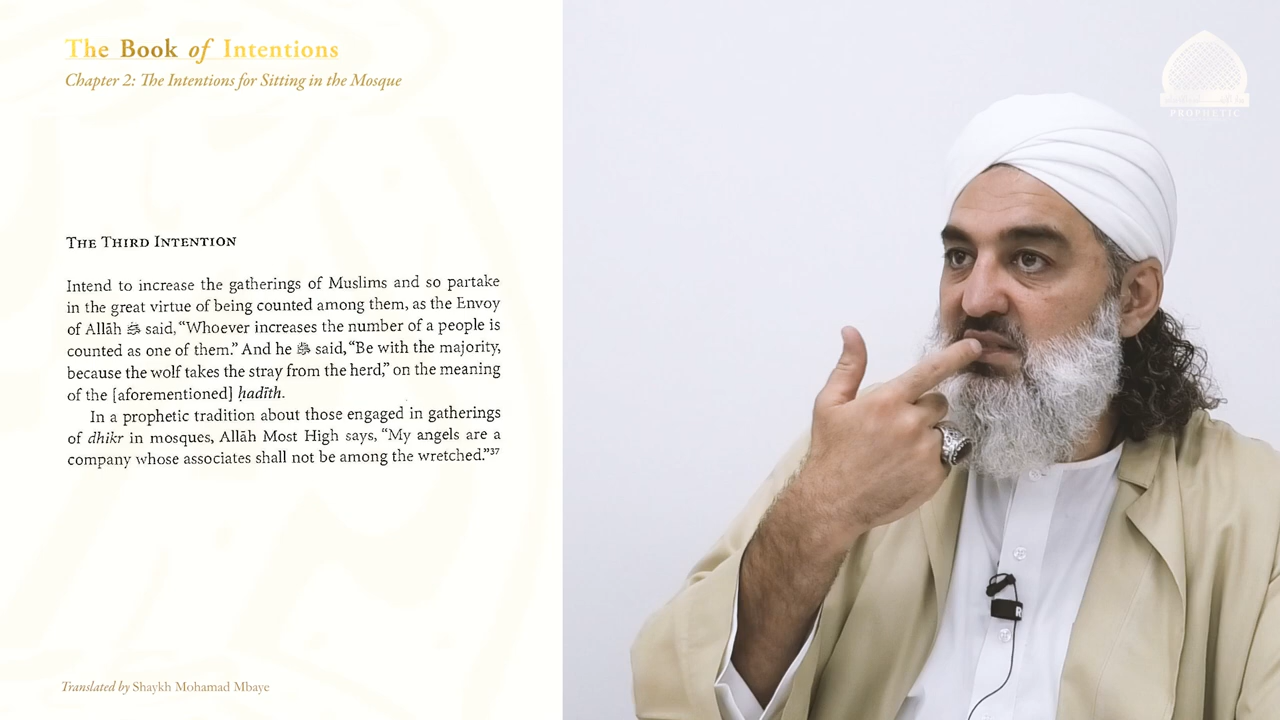 The Book of Intentions
Chapter 2: The Intentions for Sitting in the Mosque
THE THIRD INTENTION
Intend to increase the gatherings of Muslims and so partake
in the great virtue of being counted among them, as the Envoy
of Allāh ﷺ said, “Whoever increases the number of a people is
counted as one of them.” And he ﷺ said, “Be with the majority,
because the wolf takes the stray from the herd,” on the meaning
of the [aforementioned] ḥadīth.
In a prophetic tradition about those engaged in gatherings
of dhikr in mosques, Allāh Most High says, “My angels are a
company whose associates shall not be among the wretched.”³⁷
Translated by Shaykh Mohamad Mbaye
PROPHETIC
R